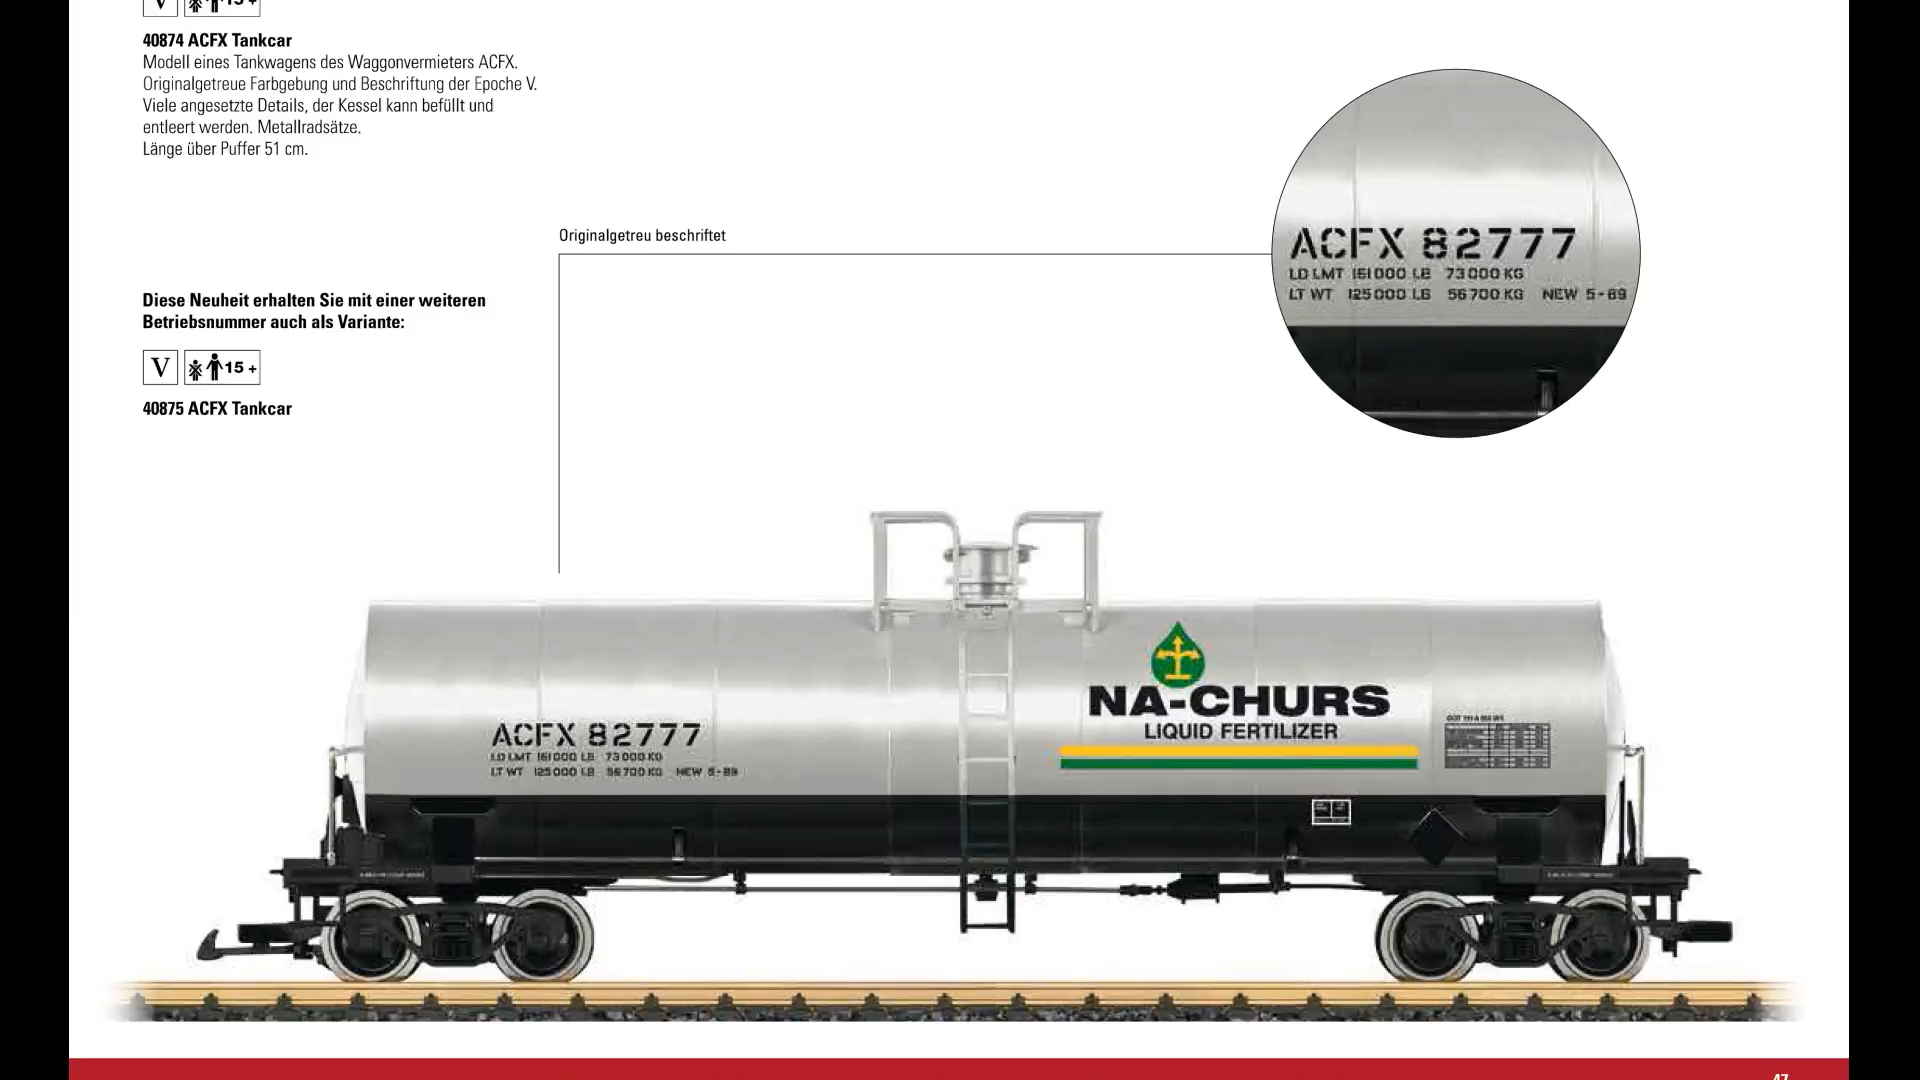 V 15 +
40874 ACFX Tankcar
Modell eines Tankwagens des Waggonvermieters ACFX.
Originalgetreue Farbgebung und Beschriftung der Epoche V.
Viele angesetzte Details, der Kessel kann befüllt und
entleert werden. Metallradsätze.
Länge über Puffer 51 cm.
Originalgetreu beschriftet
ACFX 82777
LD LMT 161000 LB 73000 KG
LT WT 125000 LB 56700 KG NEW 5-89
Diese Neuheit erhalten Sie mit einer weiteren
Betriebsnummer auch als Variante:
V 15 +
40875 ACFX Tankcar
NA-CHURS
LIQUID FERTILIZER
ACFX 82777
LD LMT 161000 LB 73000 KG
LT WT 125000 LB 56700 KG NEW 5-89
47